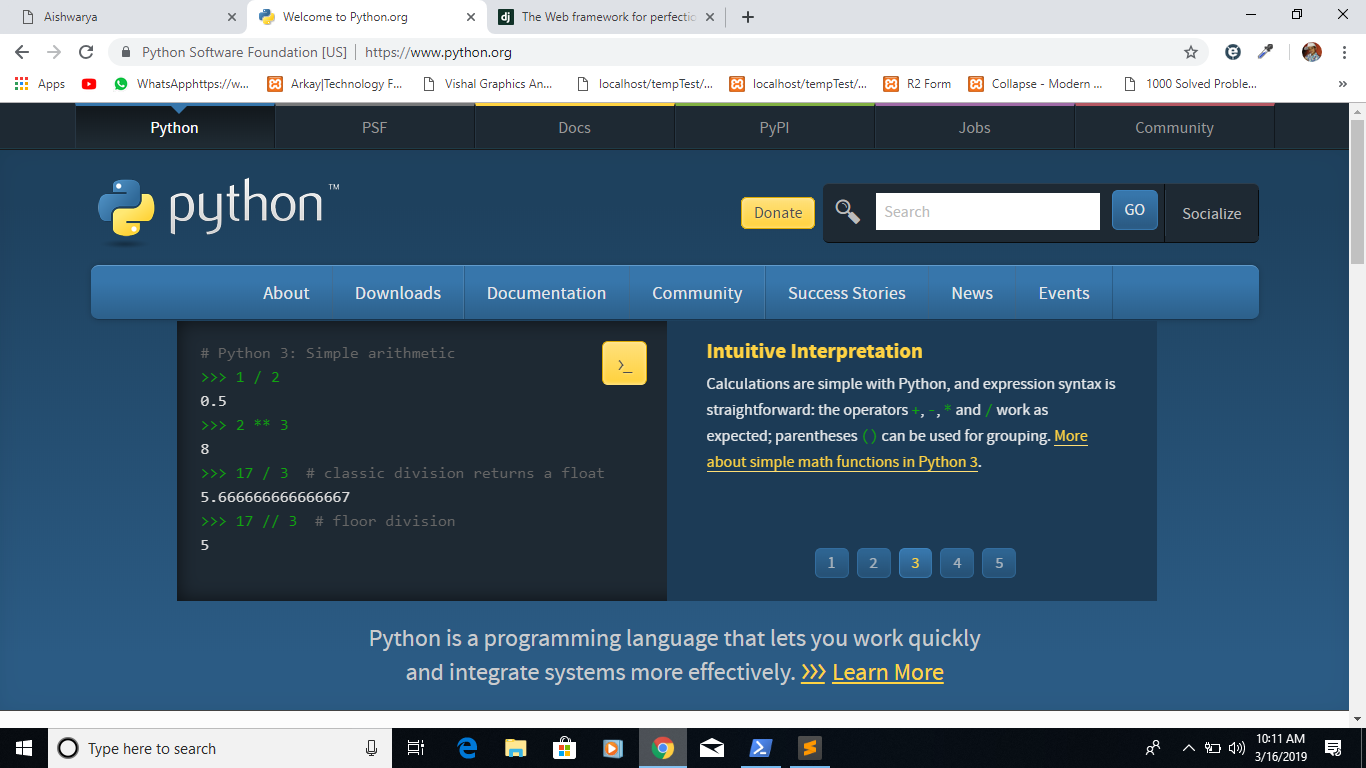 Aishwarya
Welcome to Python.org
The Web framework for perfectio
Python Software Foundation [US] | https://www.python.org
Apps
WhatsApphttps://w...
Arkay|Technology F...
Vishal Graphics An...
localhost/tempTest/...
localhost/tempTest/...
R2 Form
Collapse - Modern ...
1000 Solved Proble...
»
Python
PSF
Docs
PyPI
Jobs
Community
python™
Donate
Search
GO
Socialize
About
Downloads
Documentation
Community
Success Stories
News
Events
# Python 3: Simple arithmetic
>>> 1 / 2
0.5
>>> 2 ** 3
8
>>> 17 / 3  # classic division returns a float
5.666666666666667
>>> 17 // 3  # floor division
5
>_
Intuitive Interpretation
Calculations are simple with Python, and expression syntax is
straightforward: the operators +, -, * and / work as
expected; parentheses () can be used for grouping. More
about simple math functions in Python 3.
1 2 3 4 5
Python is a programming language that lets you work quickly
and integrate systems more effectively. >>> Learn More
Type here to search
10:11 AM
3/16/2019